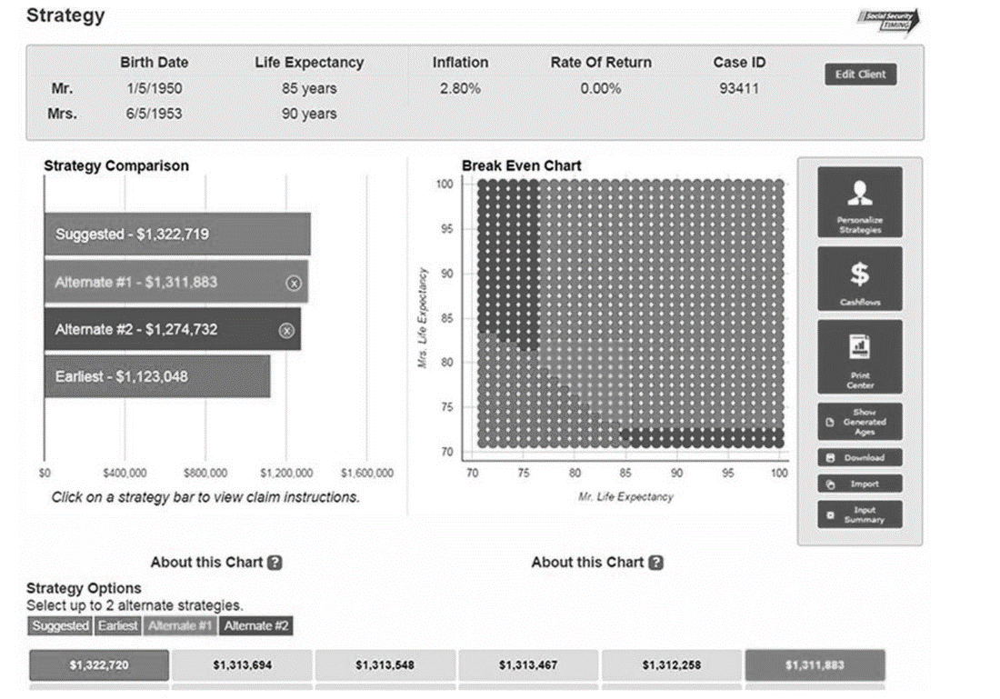 Strategy
Social Security
TIMING
Birth Date Life Expectancy Inflation Rate Of Return Case ID
Mr. 1/5/1950 85 years 2.80% 0.00% 93411
Mrs. 6/5/1953 90 years
Edit Client
Strategy Comparison
Suggested - $1,322,719
Alternate #1 - $1,311,883 x
Alternate #2 - $1,274,732 x
Earliest - $1,123,048
$0 $400,000 $800,000 $1,200,000 $1,600,000
Click on a strategy bar to view claim instructions.
Break Even Chart
100
95
90
85
80
75
70
Mrs. Life Expectancy
70 75 80 85 90 95 100
Mr. Life Expectancy
Personalize
Strategies
$
Cashflows
Print
Center
Show
Generated
Ages
Download
Import
Input
Summary
About this Chart ?
About this Chart ?
Strategy Options
Select up to 2 alternate strategies.
Suggested Earliest Alternate #1 Alternate #2
$1,322,720 $1,313,694 $1,313,548 $1,313,467 $1,312,258 $1,311,883